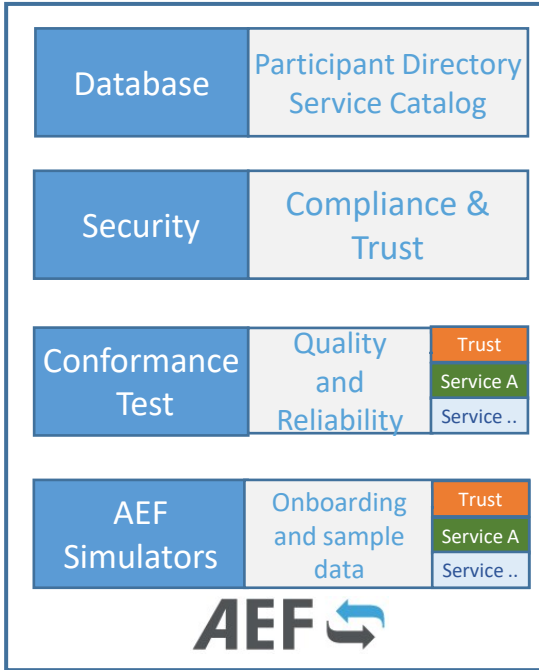 Database
Participant Directory
Service Catalog
Security
Compliance &
Trust
Conformance
Test
Quality
and
Reliability
Trust
Service A
Service ..
AEF
Simulators
Onboarding
and sample
data
Trust
Service A
Service ..
AEF